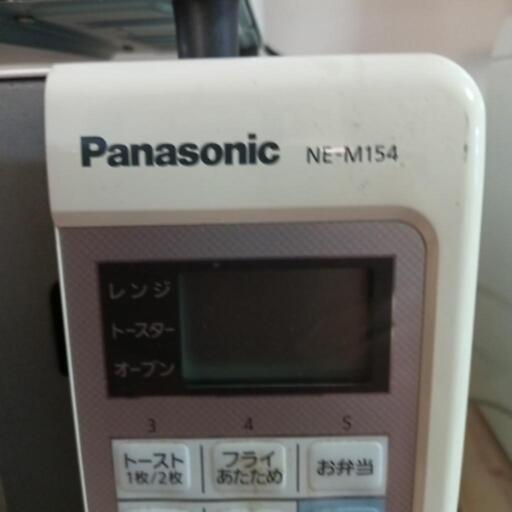 Panasonic NE-M154
レンジ
トースター
オーブン
3 4 5
トースト フライ お弁当
1枚/2枚 あたため